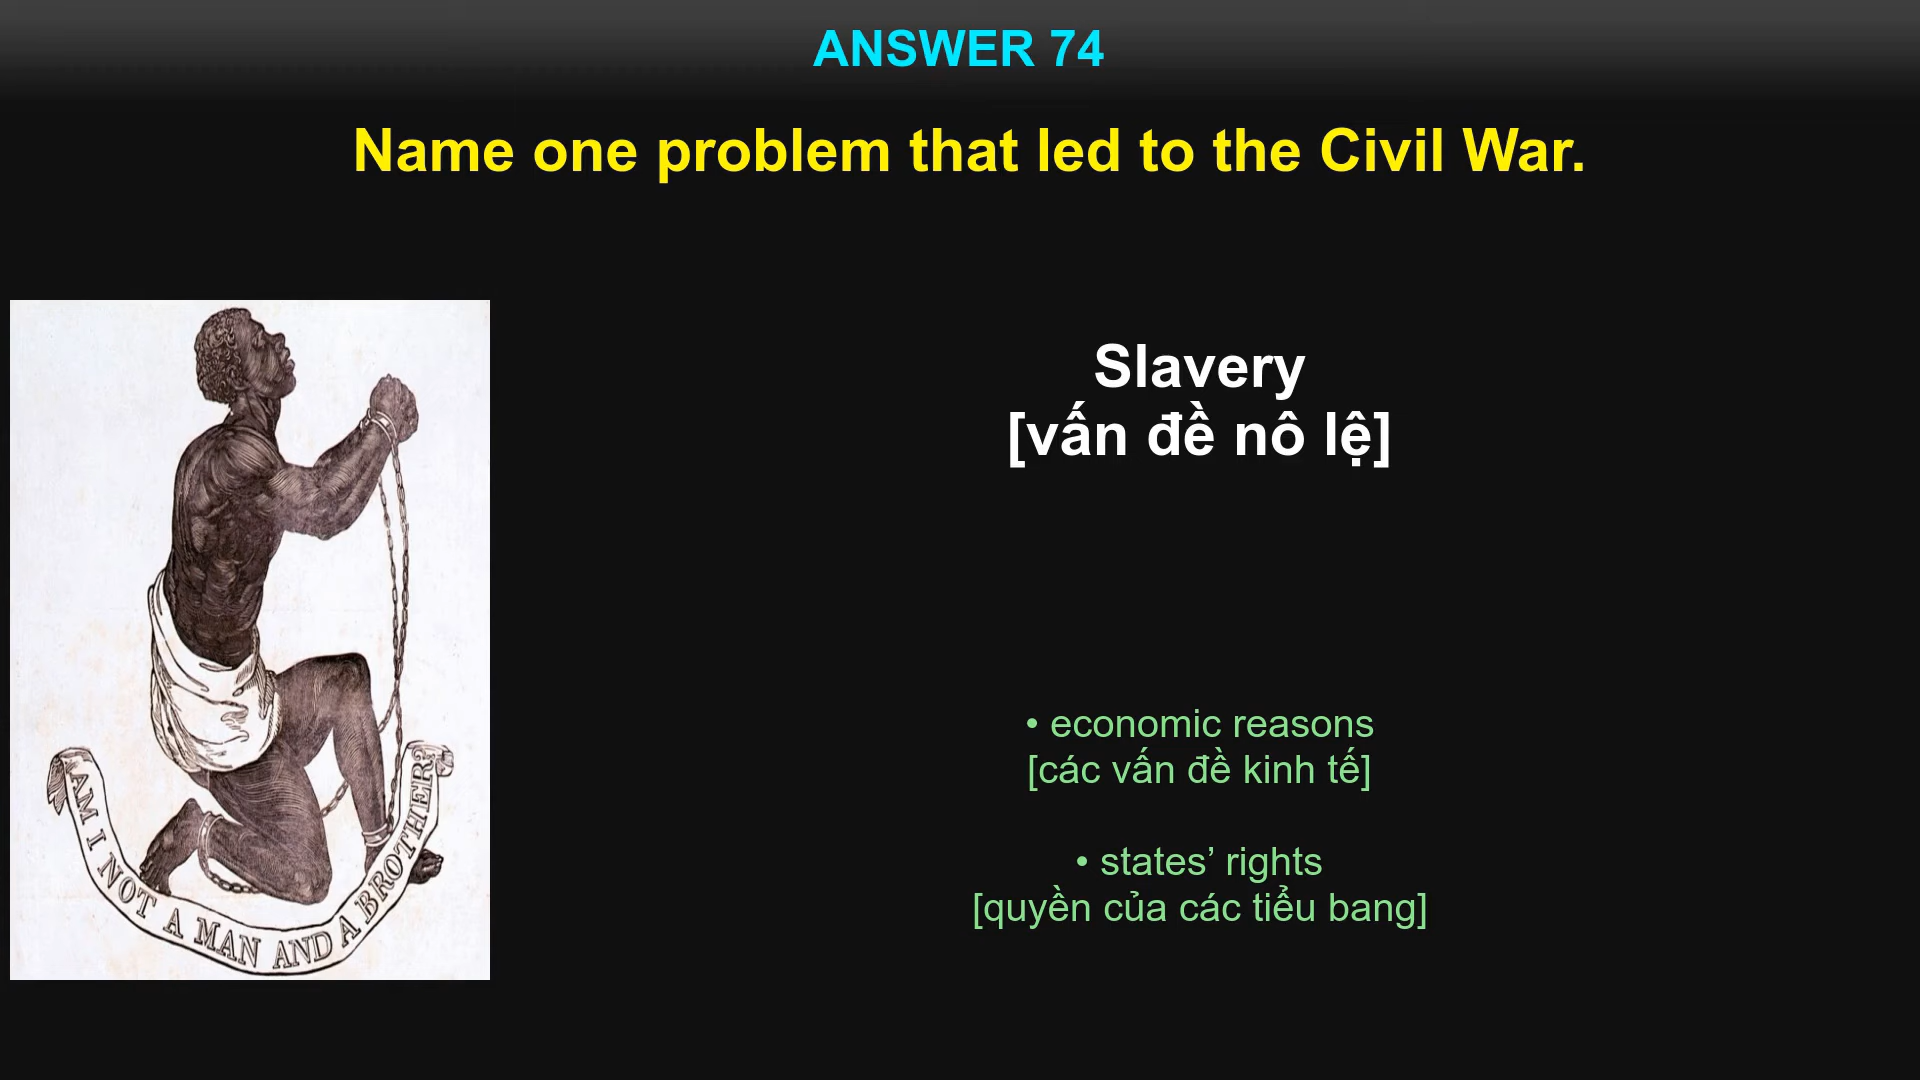 ANSWER 74
Name one problem that led to the Civil War.
Slavery
[vấn đề nô lệ]
• economic reasons
[các vấn đề kinh tế]
• states’ rights
[quyền của các tiểu bang]
AM I NOT A MAN AND A BROTHER?